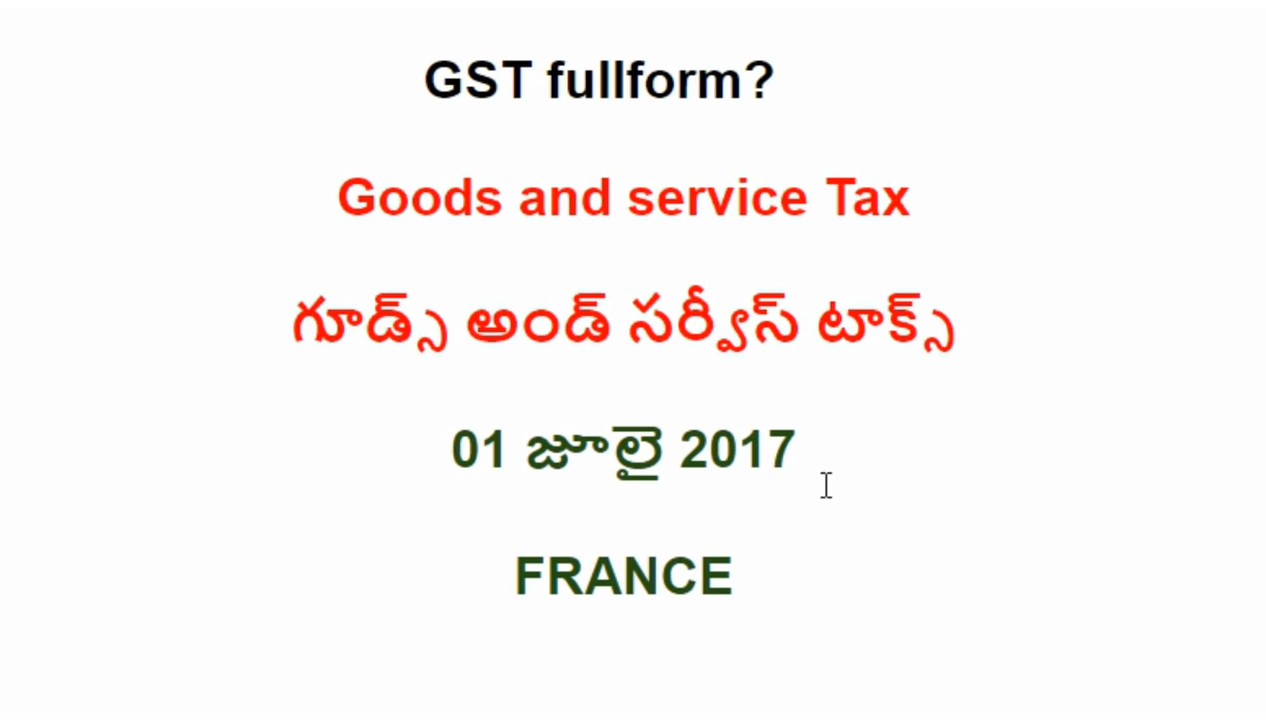 GST fullform?
Goods and service Tax
గూడ్స్ అండ్ సర్వీస్ టాక్స్
01 జూలై 2017
FRANCE